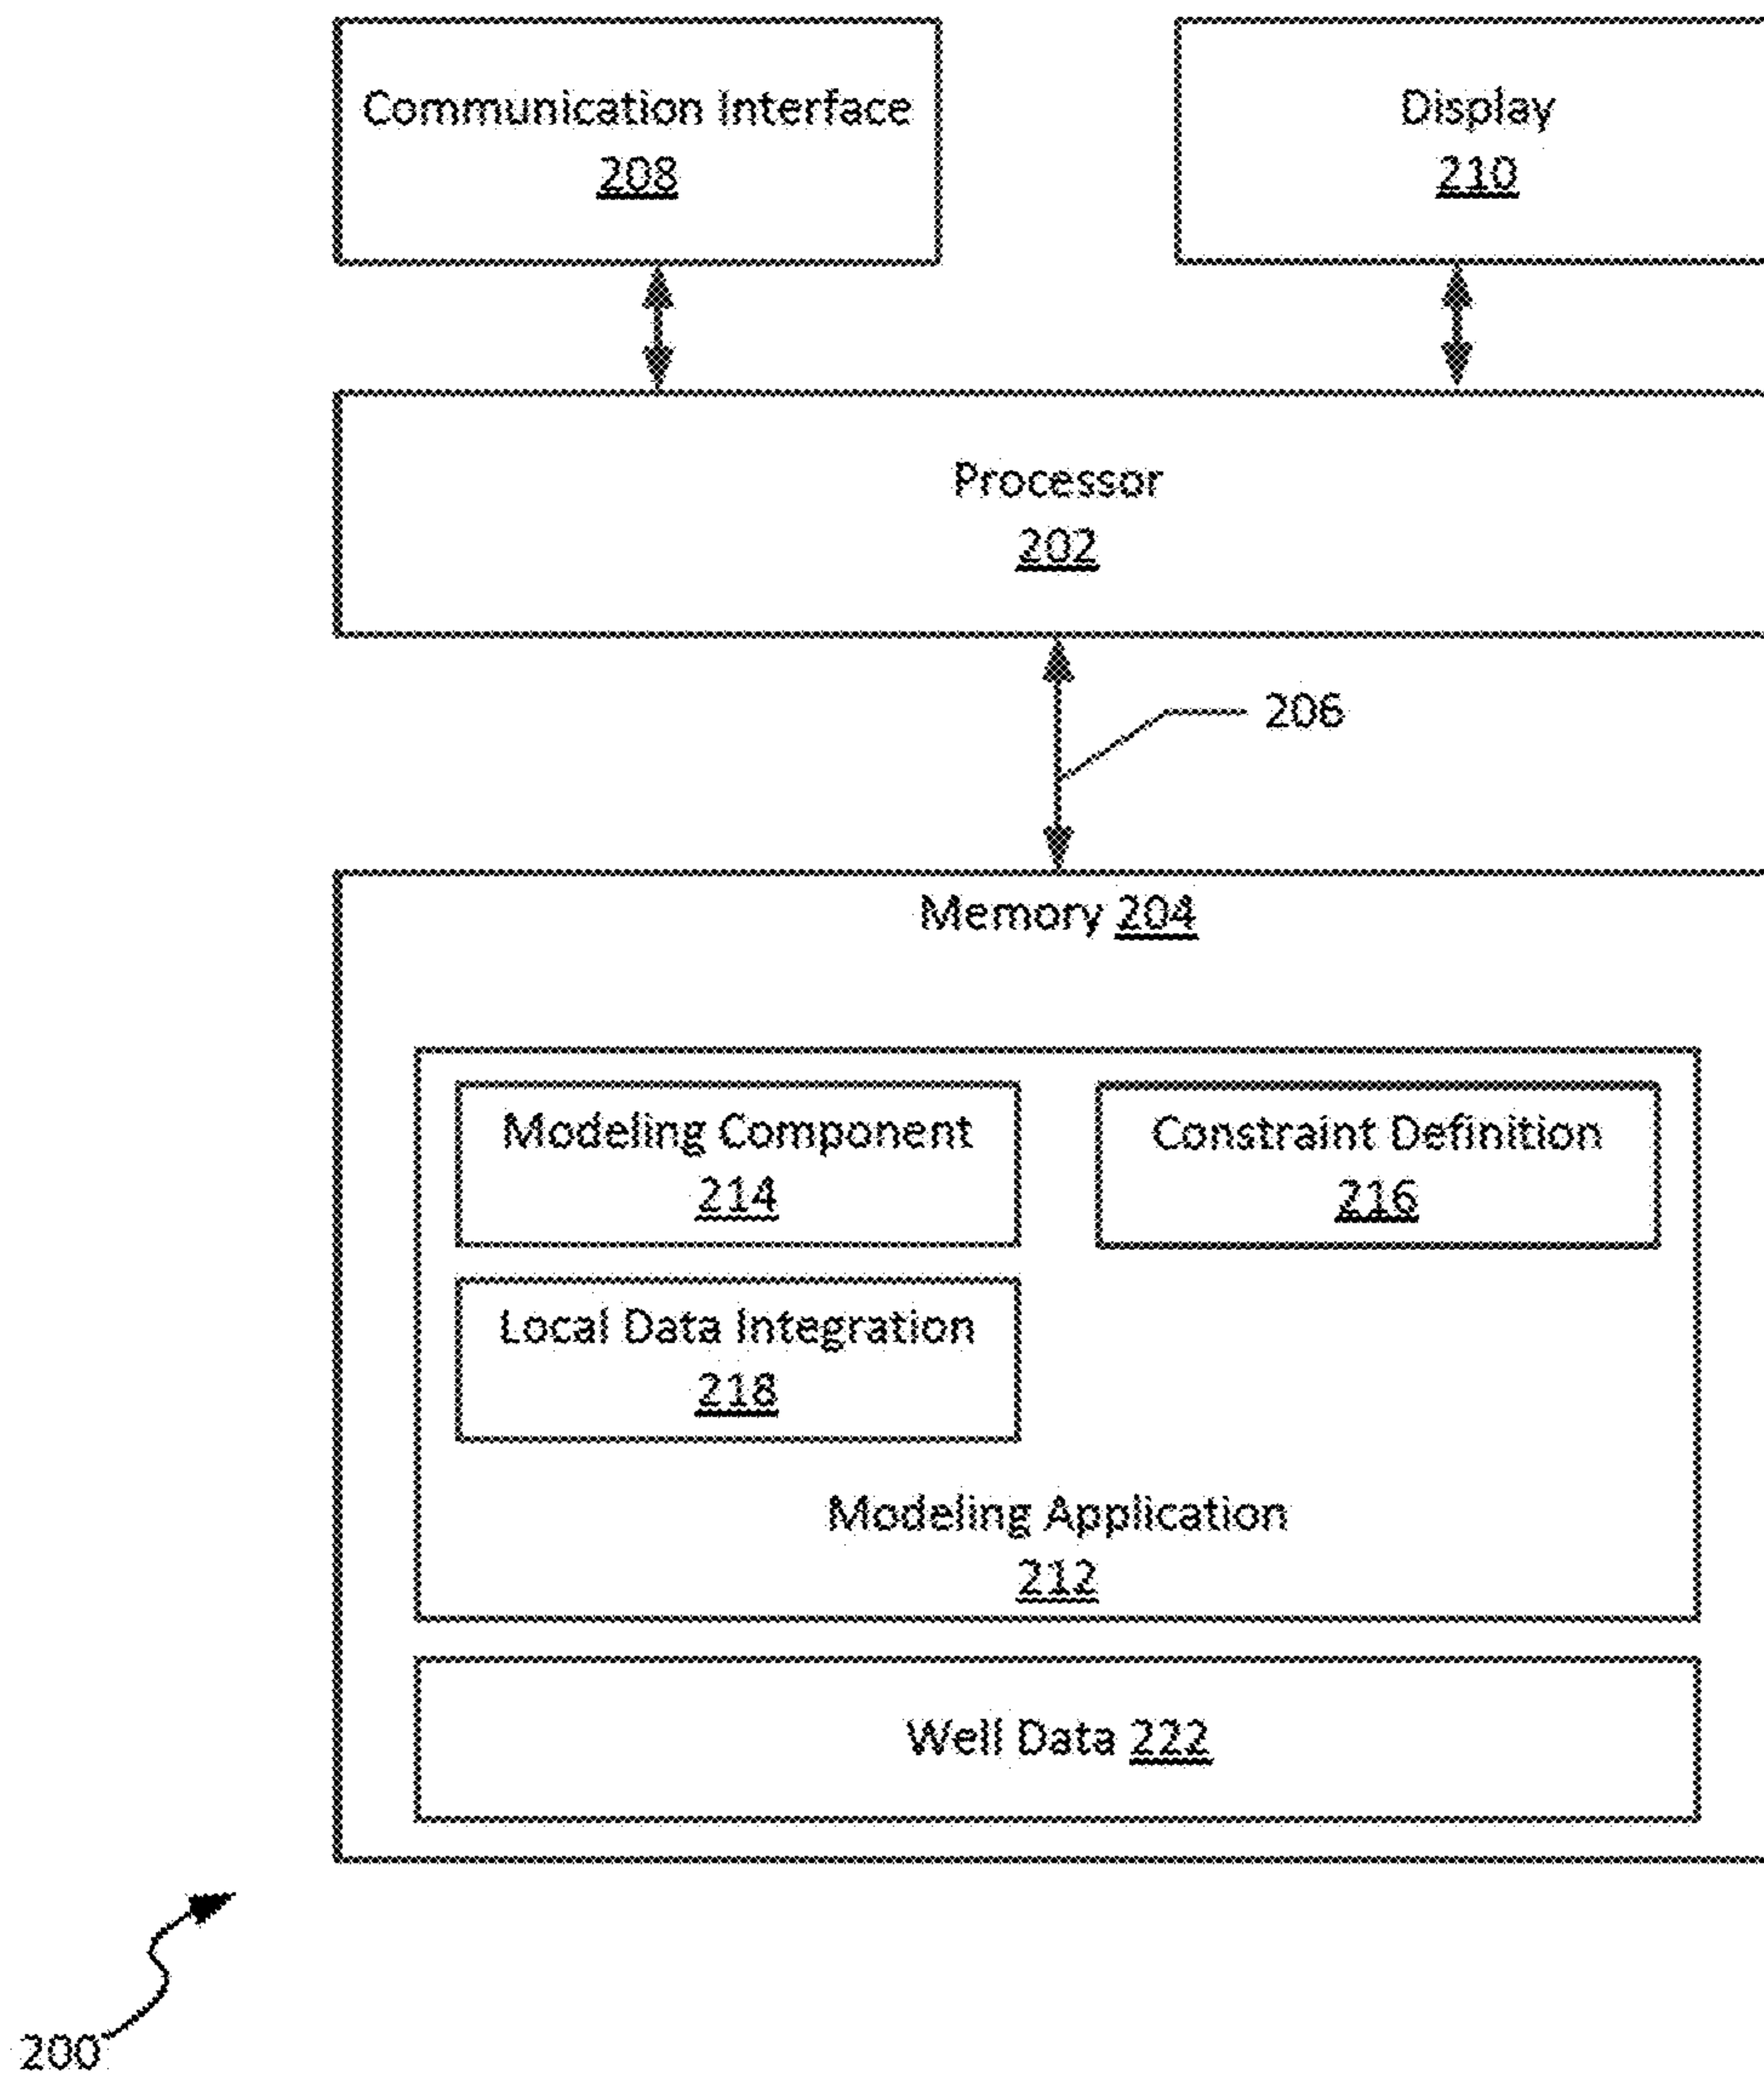 Communication Interface
208
Display
210
Processor
202
206
Memory 204
Modeling Component
214
Constraint Definition
216
Local Data Integration
218
Modeling Application
212
Well Data 222
200